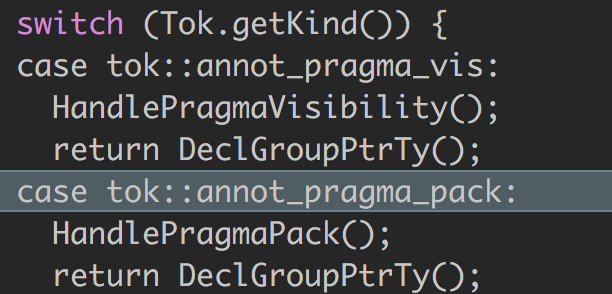 switch (Tok.getKind()) {
case tok::annot_pragma_vis:
  HandlePragmaVisibility();
  return DeclGroupPtrTy();
case tok::annot_pragma_pack:
  HandlePragmaPack();
  return DeclGroupPtrTy();